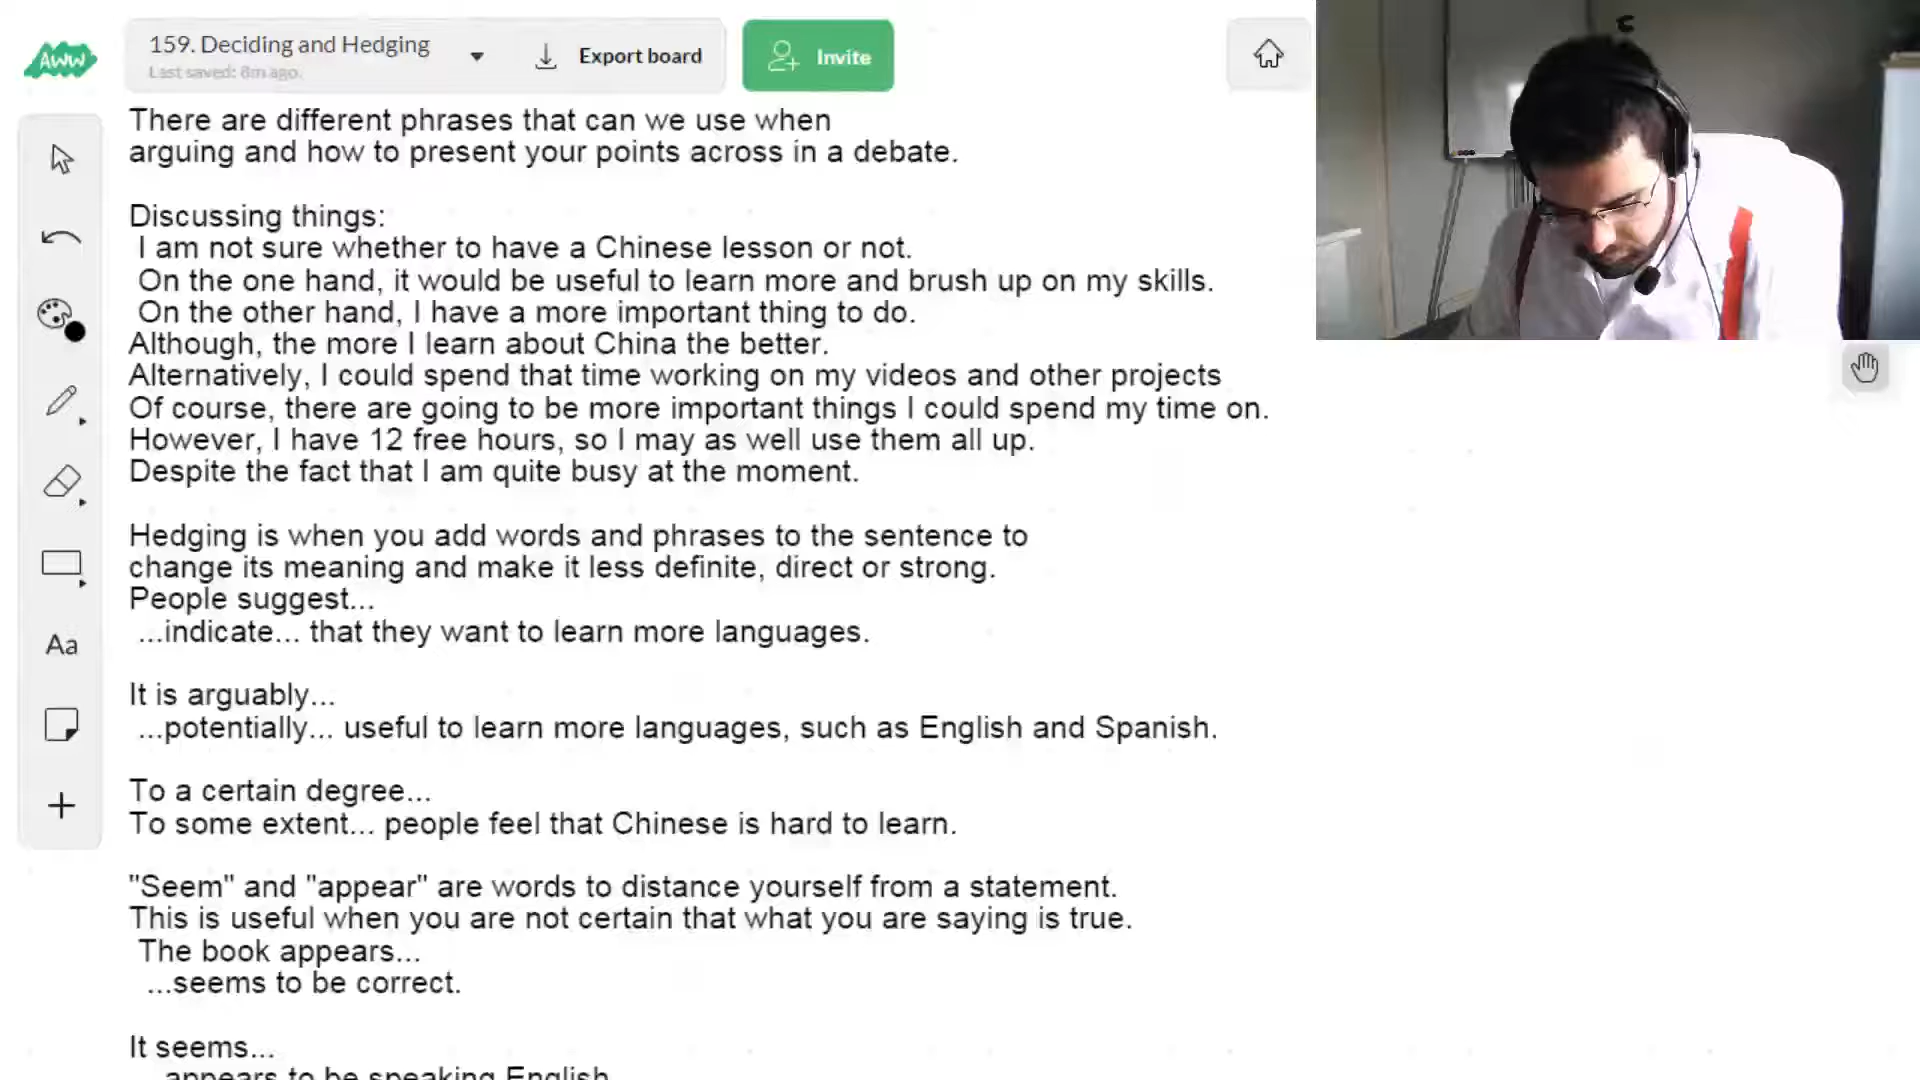 AWW
159. Deciding and Hedging
Last saved: 8m ago.
Export board
Invite
There are different phrases that can we use when
arguing and how to present your points across in a debate.
Discussing things:
I am not sure whether to have a Chinese lesson or not.
On the one hand, it would be useful to learn more and brush up on my skills.
On the other hand, I have a more important thing to do.
Although, the more I learn about China the better.
Alternatively, I could spend that time working on my videos and other projects
Of course, there are going to be more important things I could spend my time on.
However, I have 12 free hours, so I may as well use them all up.
Despite the fact that I am quite busy at the moment.
Hedging is when you add words and phrases to the sentence to
change its meaning and make it less definite, direct or strong.
People suggest...
...indicate... that they want to learn more languages.
Aa
It is arguably...
...potentially... useful to learn more languages, such as English and Spanish.
To a certain degree...
To some extent... people feel that Chinese is hard to learn.
"Seem" and "appear" are words to distance yourself from a statement.
This is useful when you are not certain that what you are saying is true.
The book appears...
...seems to be correct.
It seems...
appears to be speaking English